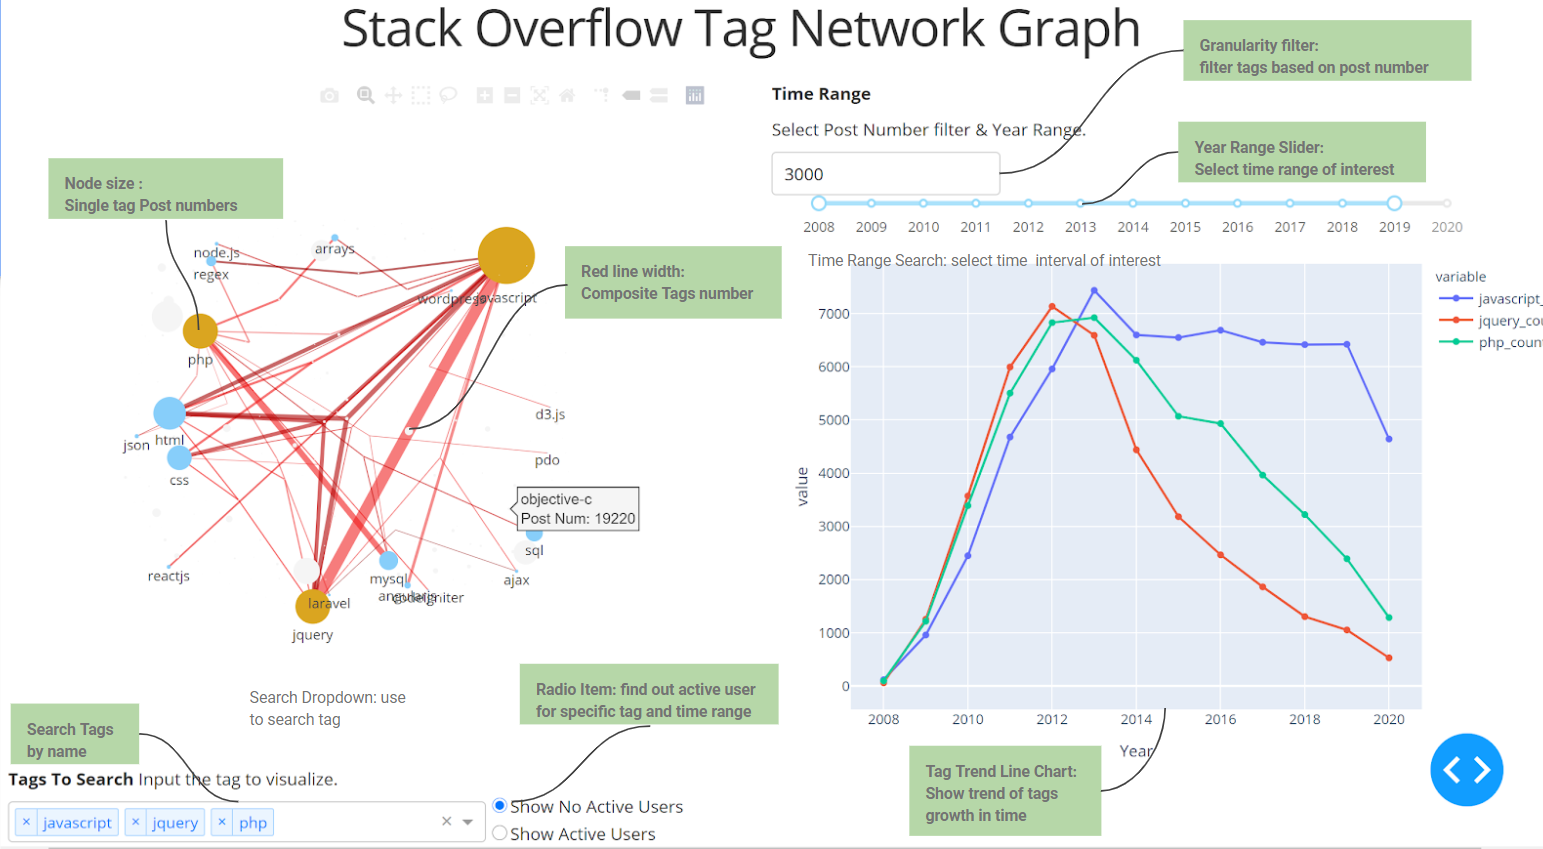 Stack Overflow Tag Network Graph
Granularity filter:
filter tags based on post number
Time Range
Select Post Number filter & Year Range.
3000
Year Range Slider:
Select time range of interest
2008 2009 2010 2011 2012 2013 2014 2015 2016 2017 2018 2019 2020
Time Range Search: select time interval of interest
Node size :
Single tag Post numbers
Red line width:
Composite Tags number
node.js
regex
arrays
wordpress
javascript
php
d3.js
json
html
css
pdo
objective-c
Post Num: 19220
sql
reactjs
mysql
ajax
angularjs
codeigniter
laravel
jquery
variable
javascript_
jquery_cou
php_count
value
7000
6000
5000
4000
3000
2000
1000
0
2008 2010 2012 2014 2016 2018 2020
Year
Search Dropdown: use
to search tag
Radio Item: find out active user
for specific tag and time range
Search Tags
by name
Tags To Search Input the tag to visualize.
× javascript × jquery × php ×
Show No Active Users
Show Active Users
Tag Trend Line Chart:
Show trend of tags
growth in time